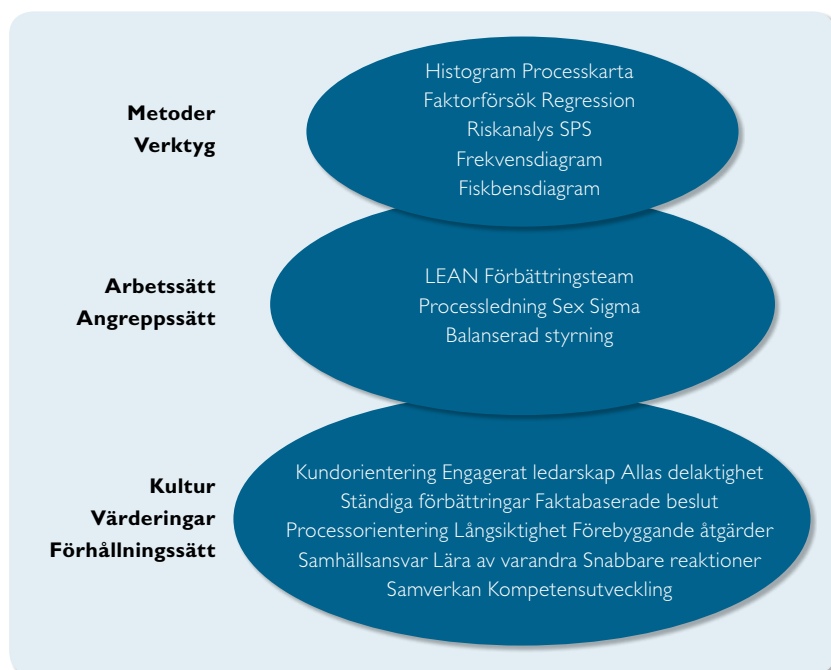 Metoder
Verktyg
Histogram Processkarta
Faktorförsök Regression
Riskanalys SPS
Frekvensdiagram
Fiskbensdiagram
Arbetssätt
Angreppssätt
LEAN Förbättringsteam
Processledning Sex Sigma
Balanserad styrning
Kultur
Värderingar
Förhållningssätt
Kundorientering Engagerat ledarskap Allas delaktighet
Ständiga förbättringar Faktabaserade beslut
Processorientering Långsiktighet Förebyggande åtgärder
Samhällsansvar Lära av varandra Snabbare reaktioner
Samverkan Kompetensutveckling